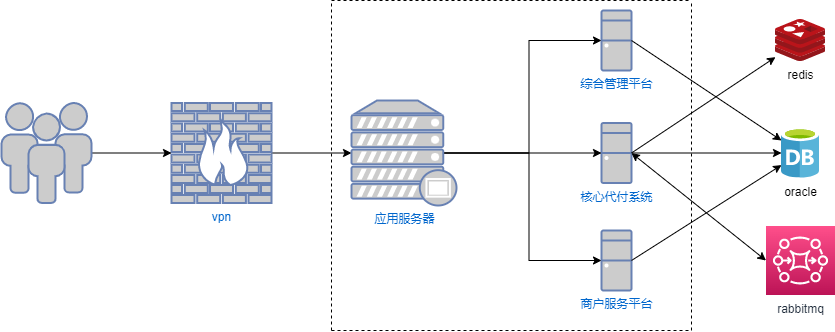 vpn
应用服务器
综合管理平台
核心代付系统
商户服务平台
redis
DB
oracle
rabbitmq